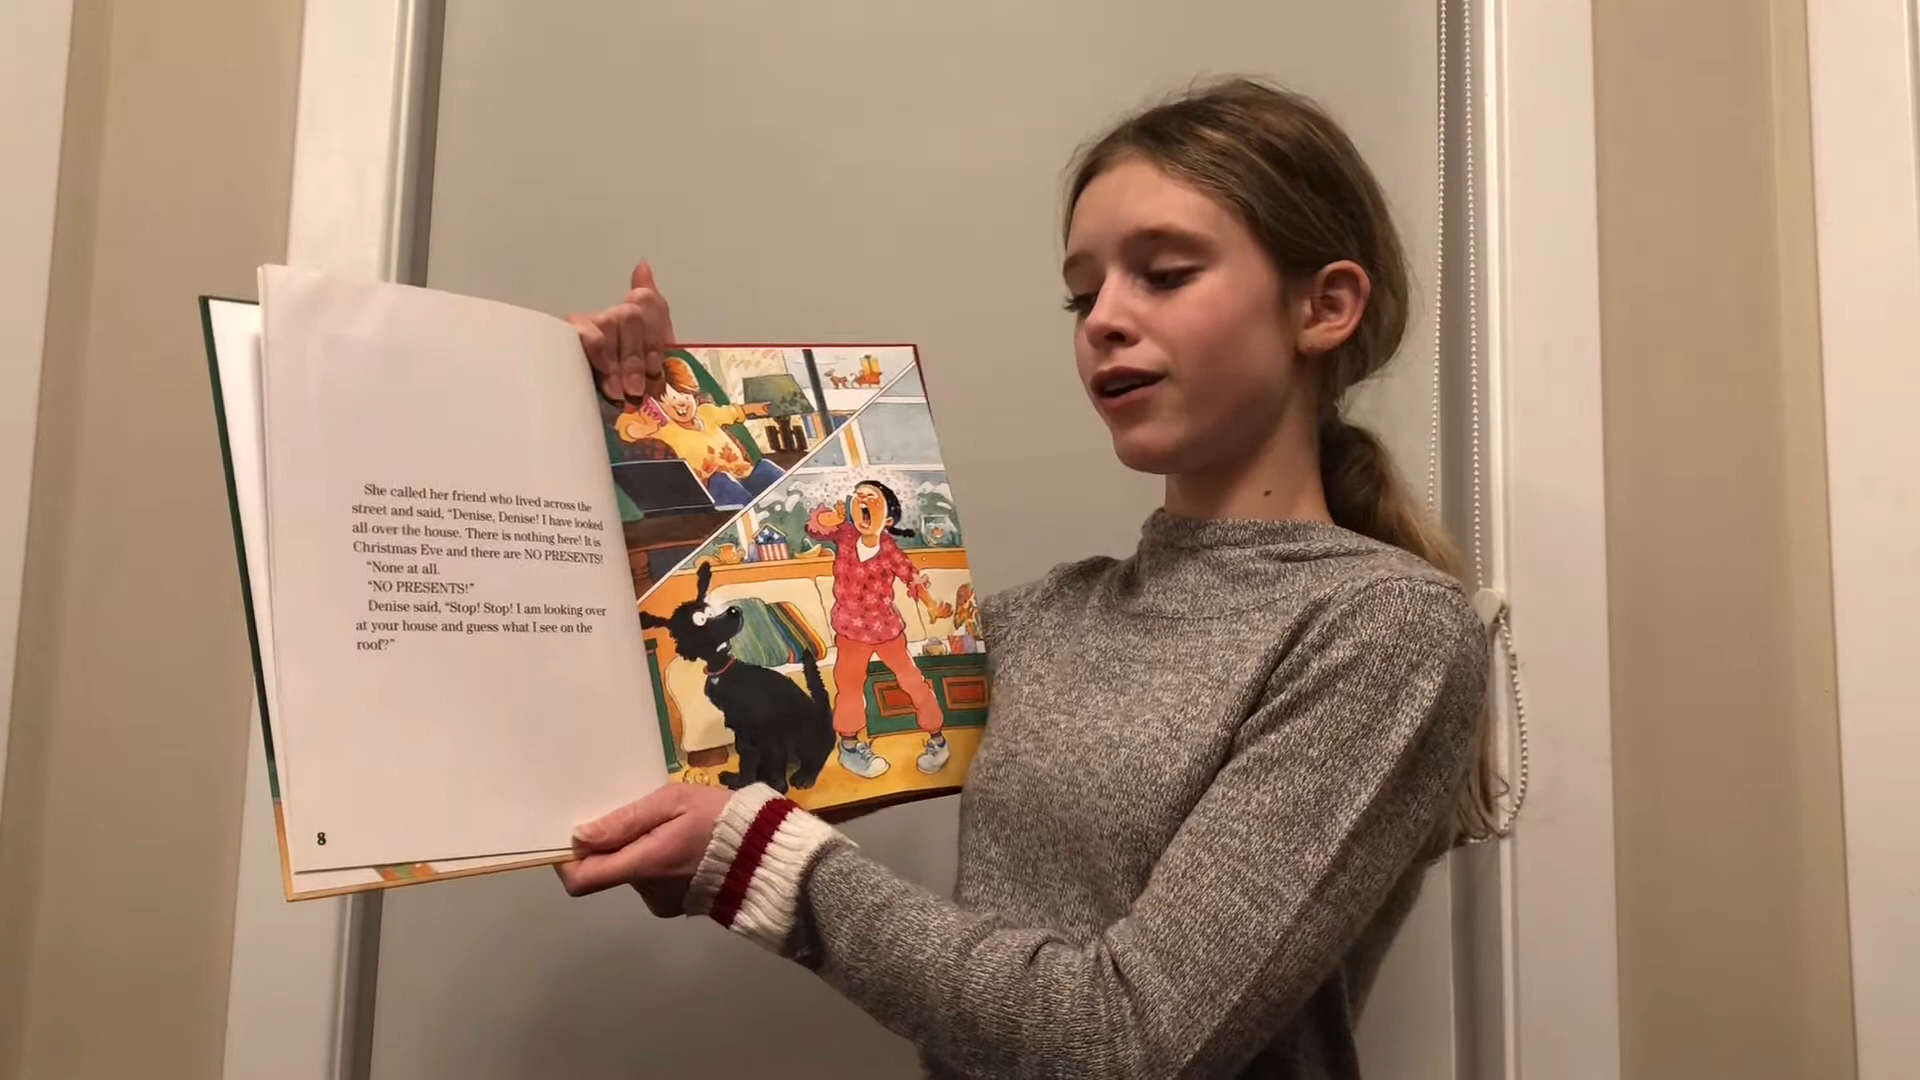 She called her friend who lived across the
street and said, “Denise, Denise! I have looked
all over the house. There is nothing here! It is
Christmas Eve and there are NO PRESENTS!
“None at all.
“NO PRESENTS!”
Denise said, “Stop! Stop! I am looking over
at your house and guess what I see on the
roof?”
8